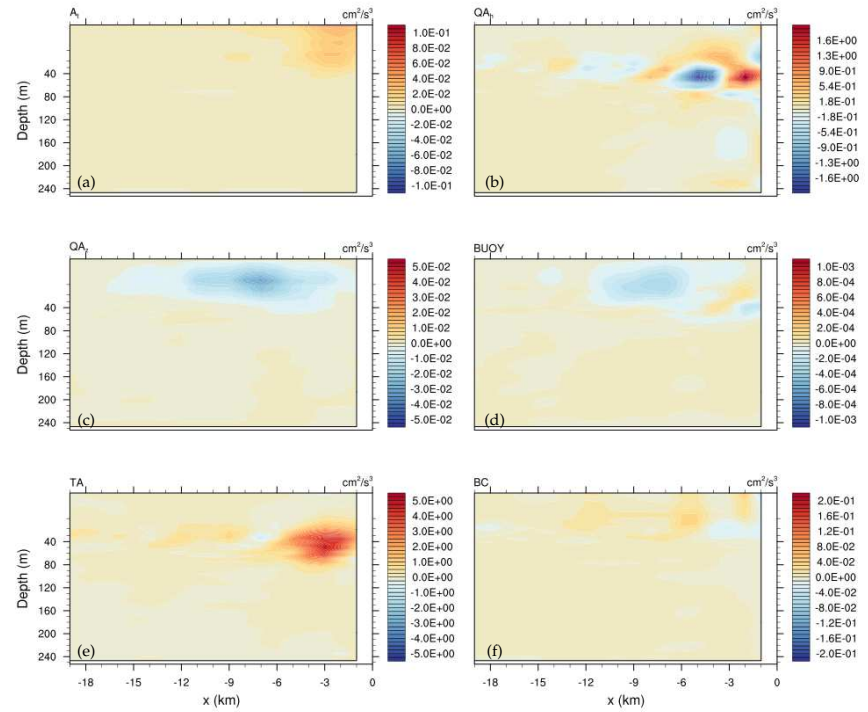 A₁ cm²/s³
1.0E-01
8.0E-02
6.0E-02
4.0E-02
2.0E-02
0.0E+00
-2.0E-02
-4.0E-02
-6.0E-02
-8.0E-02
-1.0E-01
40
80
120
160
200
240
Depth (m)
(a)
QAₕ cm²/s³
1.6E+00
1.3E+00
9.0E-01
5.4E-01
1.8E-01
-1.8E-01
-5.4E-01
-9.0E-01
-1.3E+00
-1.6E+00
(b)
QA₂ cm²/s³
5.0E-02
4.0E-02
3.0E-02
2.0E-02
1.0E-02
0.0E+00
-1.0E-02
-2.0E-02
-3.0E-02
-4.0E-02
-5.0E-02
40
80
120
160
200
240
Depth (m)
(c)
BUOY cm²/s³
1.0E-03
8.0E-04
6.0E-04
4.0E-04
2.0E-04
0.0E+00
-2.0E-04
-4.0E-04
-6.0E-04
-8.0E-04
-1.0E-03
(d)
TA cm²/s³
5.0E+00
4.0E+00
3.0E+00
2.0E+00
1.0E+00
0.0E+00
-1.0E+00
-2.0E+00
-3.0E+00
-4.0E+00
-5.0E+00
40
80
120
160
200
240
Depth (m)
(e)
-18 -15 -12 -9 -6 -3 0
x (km)
BC cm²/s³
2.0E-01
1.6E-01
1.2E-01
8.0E-02
4.0E-02
0.0E+00
-4.0E-02
-8.0E-02
-1.2E-01
-1.6E-01
-2.0E-01
(f)
-18 -15 -12 -9 -6 -3 0
x (km)